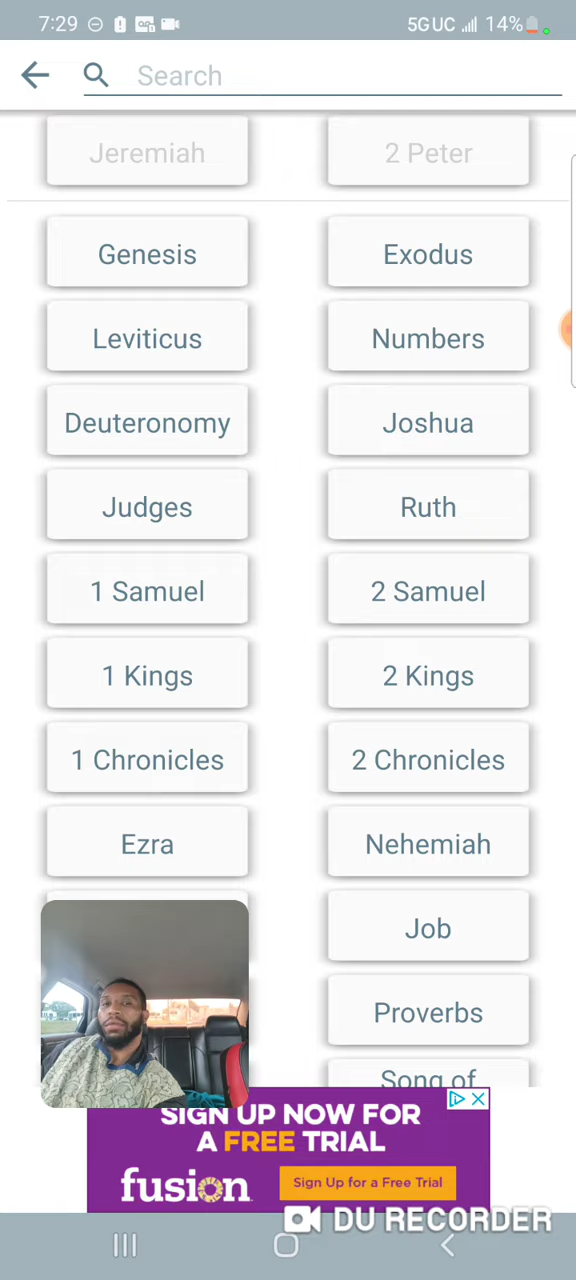 7:29 5GUC 14%
Search
Jeremiah 2 Peter
Genesis Exodus
Leviticus Numbers
Deuteronomy Joshua
Judges Ruth
1 Samuel 2 Samuel
1 Kings 2 Kings
1 Chronicles 2 Chronicles
Ezra Nehemiah
Job
Proverbs
Song of
SIGN UP NOW FOR
A FREE TRIAL
fusion Sign Up for a Free Trial
DU RECORDER